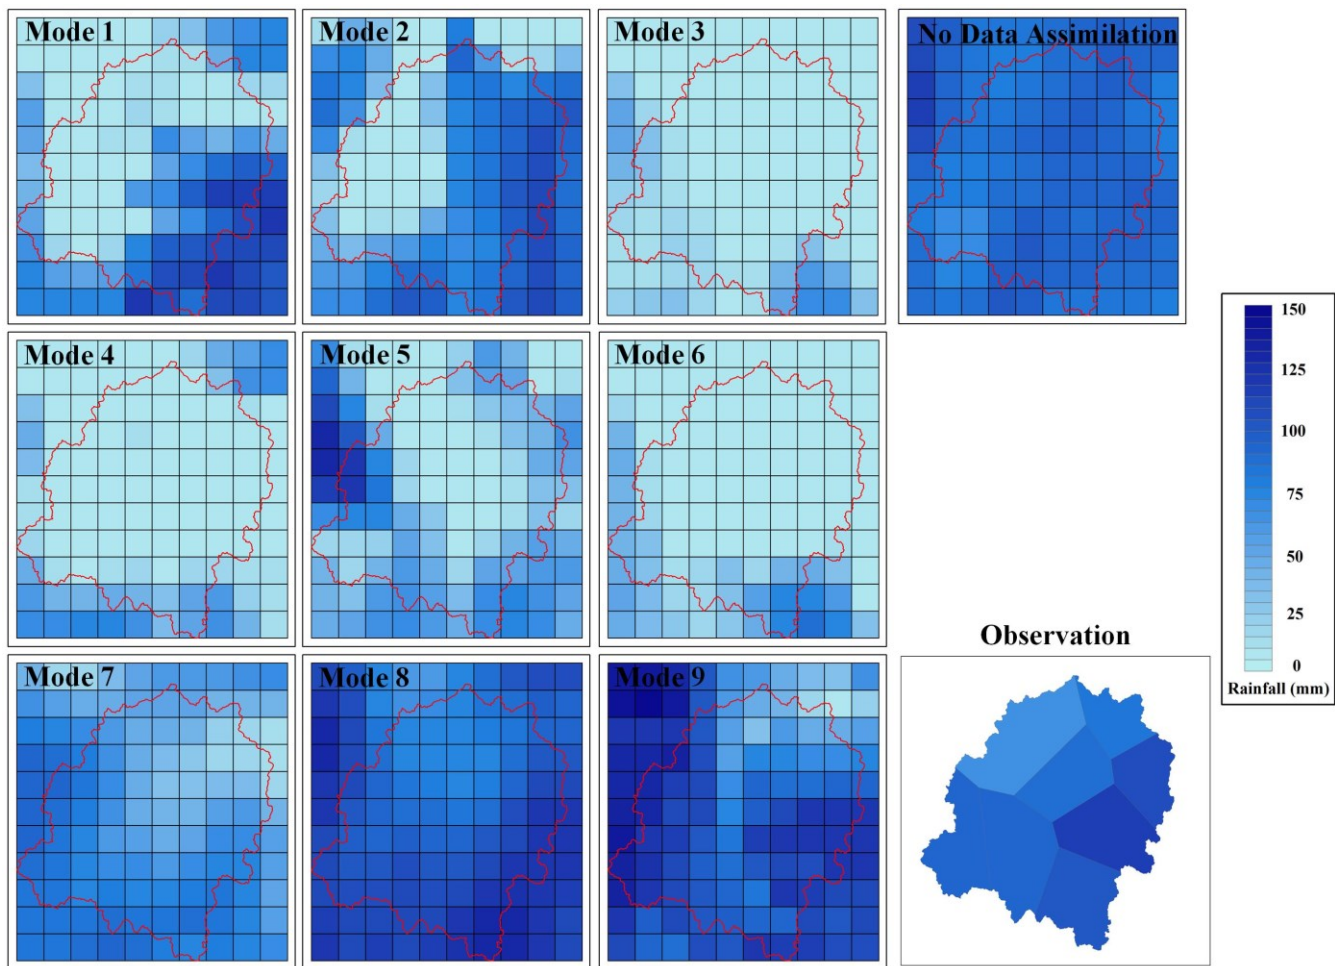 Mode 1
Mode 2
Mode 3
No Data Assimilation
Mode 4
Mode 5
Mode 6
150
125
100
75
50
25
0
Rainfall (mm)
Observation
Mode 7
Mode 8
Mode 9